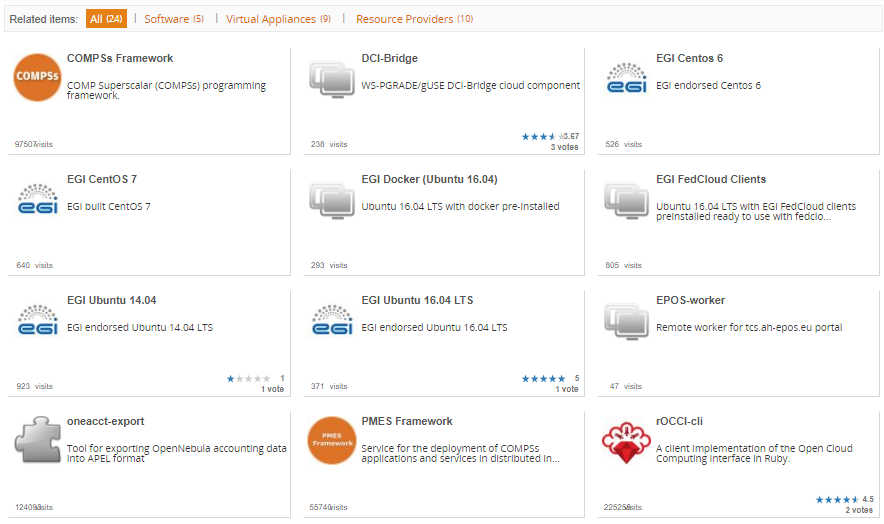 Related items: All (24) | Software (5) | Virtual Appliances (9) | Resource Providers (10)
COMPSs
COMPSs Framework
COMP Superscalar (COMPSs) programming
framework.
97507 visits
DCI-Bridge
WS-PGRADE/gUSE DCI-Bridge cloud component
238 visits
3.67
3 votes
EGI Centos 6
egi
EGI endorsed Centos 6
526 visits
EGI CentOS 7
egi
EGI built CentOS 7
640 visits
EGI Docker (Ubuntu 16.04)
Ubuntu 16.04 LTS with docker pre-installed
293 visits
EGI FedCloud Clients
Ubuntu 16.04 LTS with EGI FedCloud clients
preinstalled ready to use with fedclo...
805 visits
EGI Ubuntu 14.04
egi
EGI endorsed Ubuntu 14.04 LTS
923 visits
1
1 vote
EGI Ubuntu 16.04 LTS
egi
EGI endorsed Ubuntu 16.04 LTS
371 visits
5
1 vote
EPOS-worker
Remote worker for tcs.ah-epos.eu portal
47 visits
oneacct-export
Tool for exporting OpenNebula accounting data
into APEL format
visits
PMES Framework
PMES
Framework
Service for the deployment of COMPSs
applications and services in distributed in...
55740 visits
rOCCI-cli
A client implementation of the Open Cloud
Computing Interface in Ruby.
visits
4.5
2 votes